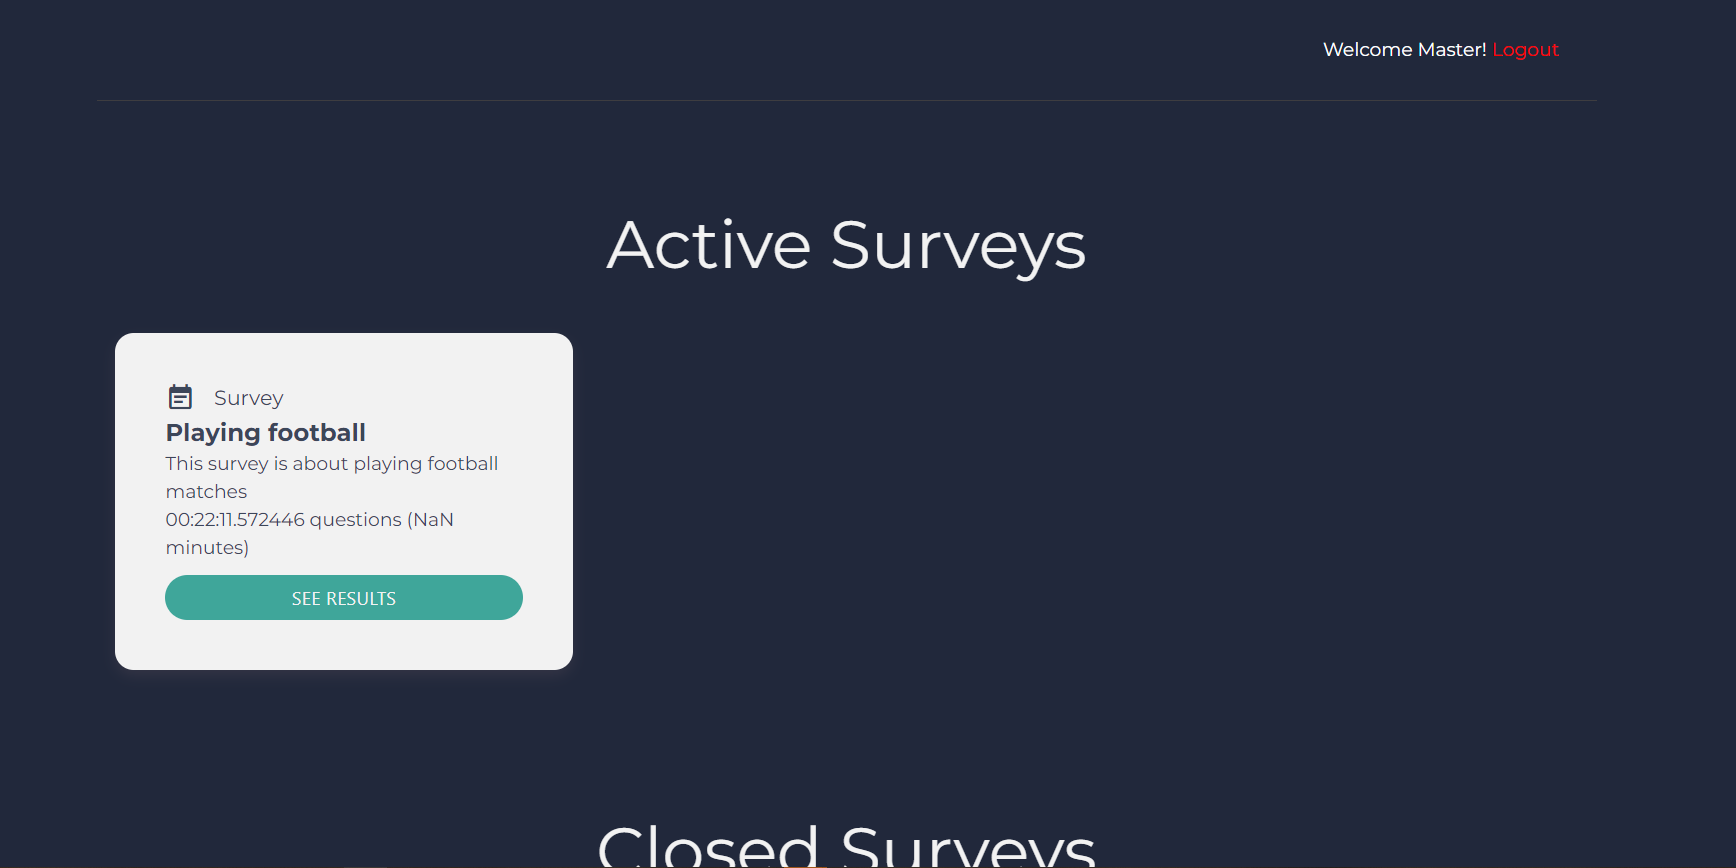 Welcome Master! Logout
Active Surveys
Survey
Playing football
This survey is about playing football
matches
00:22:11.572446 questions (NaN
minutes)
SEE RESULTS
Closed Surveys